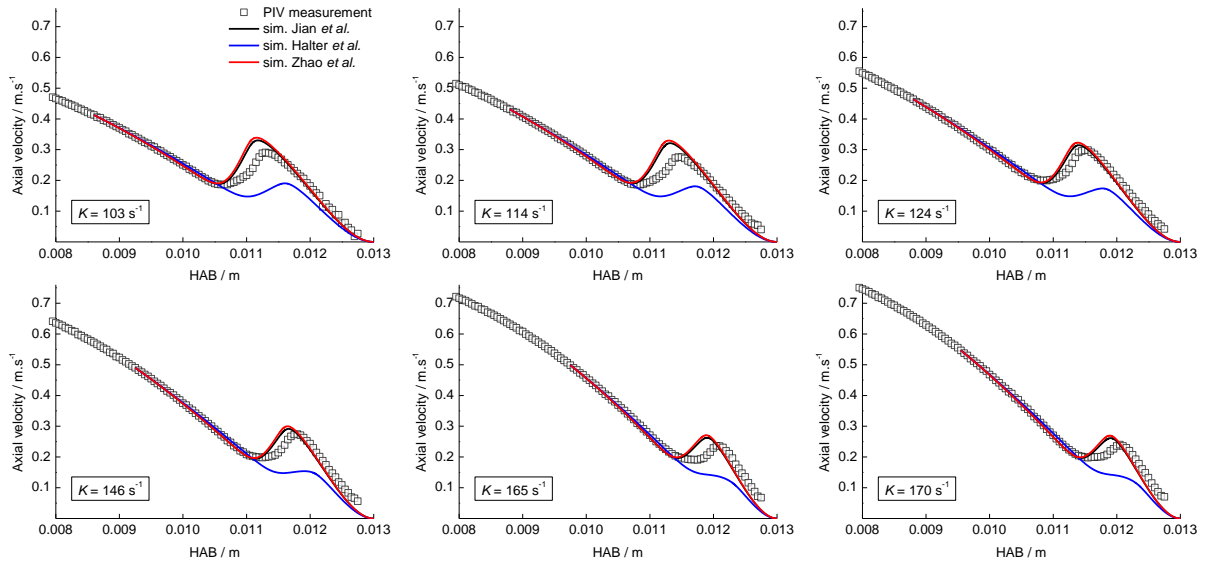 PIV measurement
sim. Jian et al.
sim. Halter et al.
sim. Zhao et al.
Axial velocity / m.s⁻¹
0.7
0.6
0.5
0.4
0.3
0.2
0.1
K = 103 s⁻¹
0.008 0.009 0.010 0.011 0.012 0.013
HAB / m
Axial velocity / m.s⁻¹
0.7
0.6
0.5
0.4
0.3
0.2
0.1
K = 114 s⁻¹
0.008 0.009 0.010 0.011 0.012 0.013
HAB / m
Axial velocity / m.s⁻¹
0.7
0.6
0.5
0.4
0.3
0.2
0.1
K = 124 s⁻¹
0.008 0.009 0.010 0.011 0.012 0.013
HAB / m
Axial velocity / m.s⁻¹
0.7
0.6
0.5
0.4
0.3
0.2
0.1
K = 146 s⁻¹
0.008 0.009 0.010 0.011 0.012 0.013
HAB / m
Axial velocity / m.s⁻¹
0.7
0.6
0.5
0.4
0.3
0.2
0.1
K = 165 s⁻¹
0.008 0.009 0.010 0.011 0.012 0.013
HAB / m
Axial velocity / m.s⁻¹
0.7
0.6
0.5
0.4
0.3
0.2
0.1
K = 170 s⁻¹
0.008 0.009 0.010 0.011 0.012 0.013
HAB / m